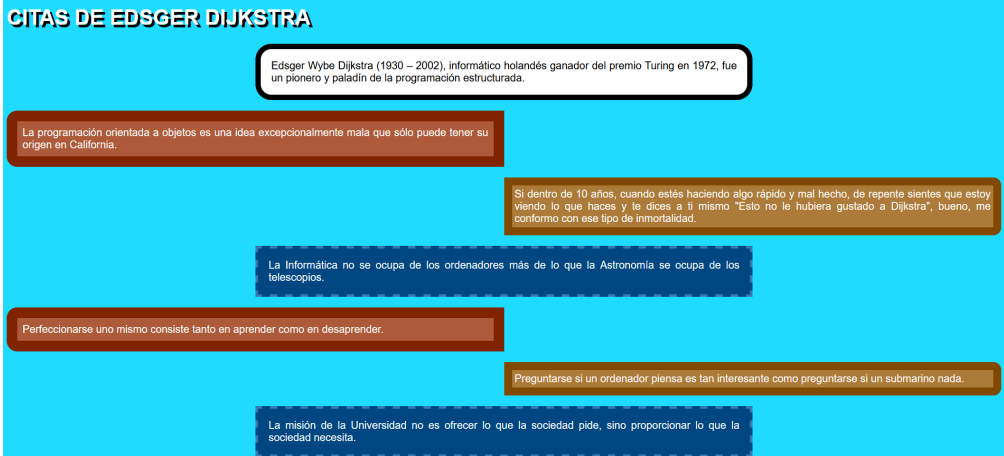 CITAS DE EDSGER DIJKSTRA
Edsger Wybe Dijkstra (1930 – 2002), informático holandés ganador del premio Turing en 1972, fue
un pionero y paladín de la programación estructurada.
La programación orientada a objetos es una idea excepcionalmente mala que sólo puede tener su
origen en California.
Si dentro de 10 años, cuando estés haciendo algo rápido y mal hecho, de repente sientes que estoy
viendo lo que haces y te dices a ti mismo "Esto no le hubiera gustado a Dijkstra", bueno, me
conformo con ese tipo de inmortalidad.
La Informática no se ocupa de los ordenadores más de lo que la Astronomía se ocupa de los
telescopios.
Perfeccionarse uno mismo consiste tanto en aprender como en desaprender.
Preguntarse si un ordenador piensa es tan interesante como preguntarse si un submarino nada.
La misión de la Universidad no es ofrecer lo que la sociedad pide, sino proporcionar lo que la
sociedad necesita.